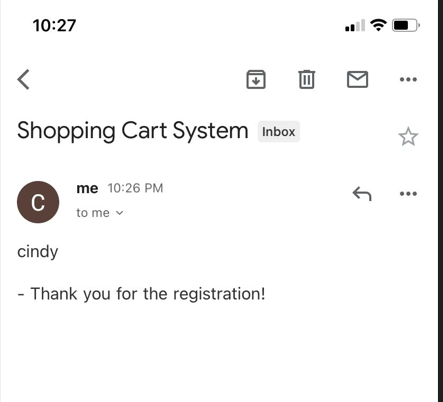 10:27
Shopping Cart System Inbox
C
me 10:26 PM
to me
cindy
- Thank you for the registration!